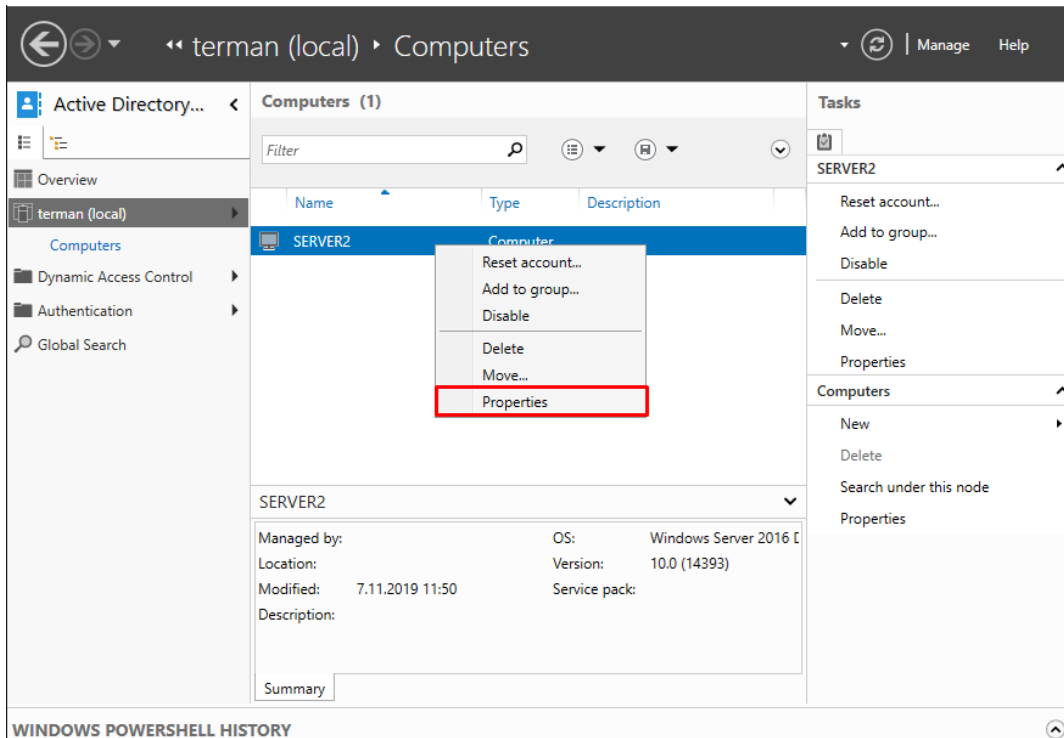 terman (local) Computers
Manage Help
Active Directory...
Overview
terman (local)
Computers
Dynamic Access Control
Authentication
Global Search
Computers (1)
Filter
Name Type Description
SERVER2 Computer
Reset account...
Add to group...
Disable
Delete
Move...
Properties
SERVER2
Managed by: OS: Windows Server 2016 D
Location: Version: 10.0 (14393)
Modified: 7.11.2019 11:50 Service pack:
Description:
Summary
Tasks
SERVER2
Reset account...
Add to group...
Disable
Delete
Move...
Properties
Computers
New
Delete
Search under this node
Properties
WINDOWS POWERSHELL HISTORY